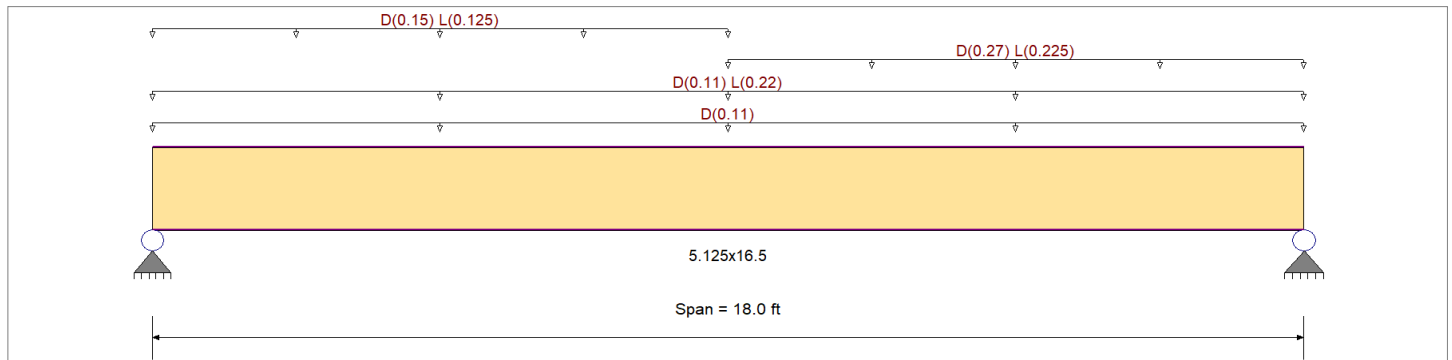 D(0.15) L(0.125)
D(0.27) L(0.225)
D(0.11) L(0.22)
D(0.11)
5.125x16.5
Span = 18.0 ft